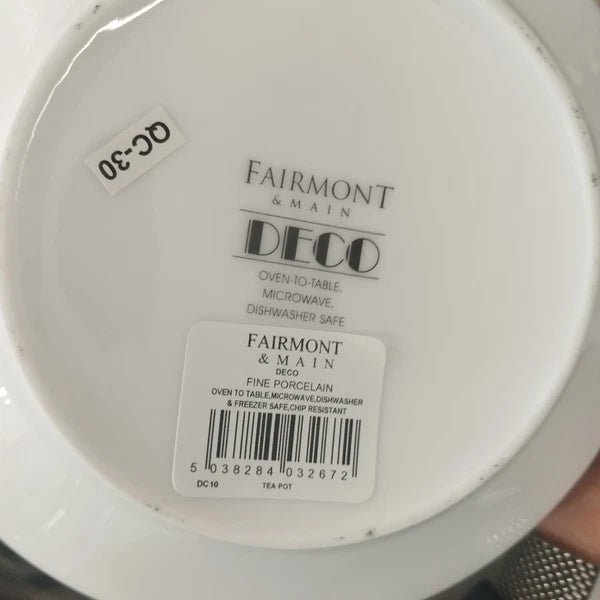 QC-30
FAIRMONT
& MAIN
DECO
OVEN-TO-TABLE,
MICROWAVE,
DISHWASHER SAFE
FAIRMONT
& MAIN
DECO
FINE PORCELAIN
OVEN TO TABLE,MICROWAVE,DISHWASHER
& FREEZER SAFE,CHIP RESISTANT
5 038284 032672
DC10 TEA POT